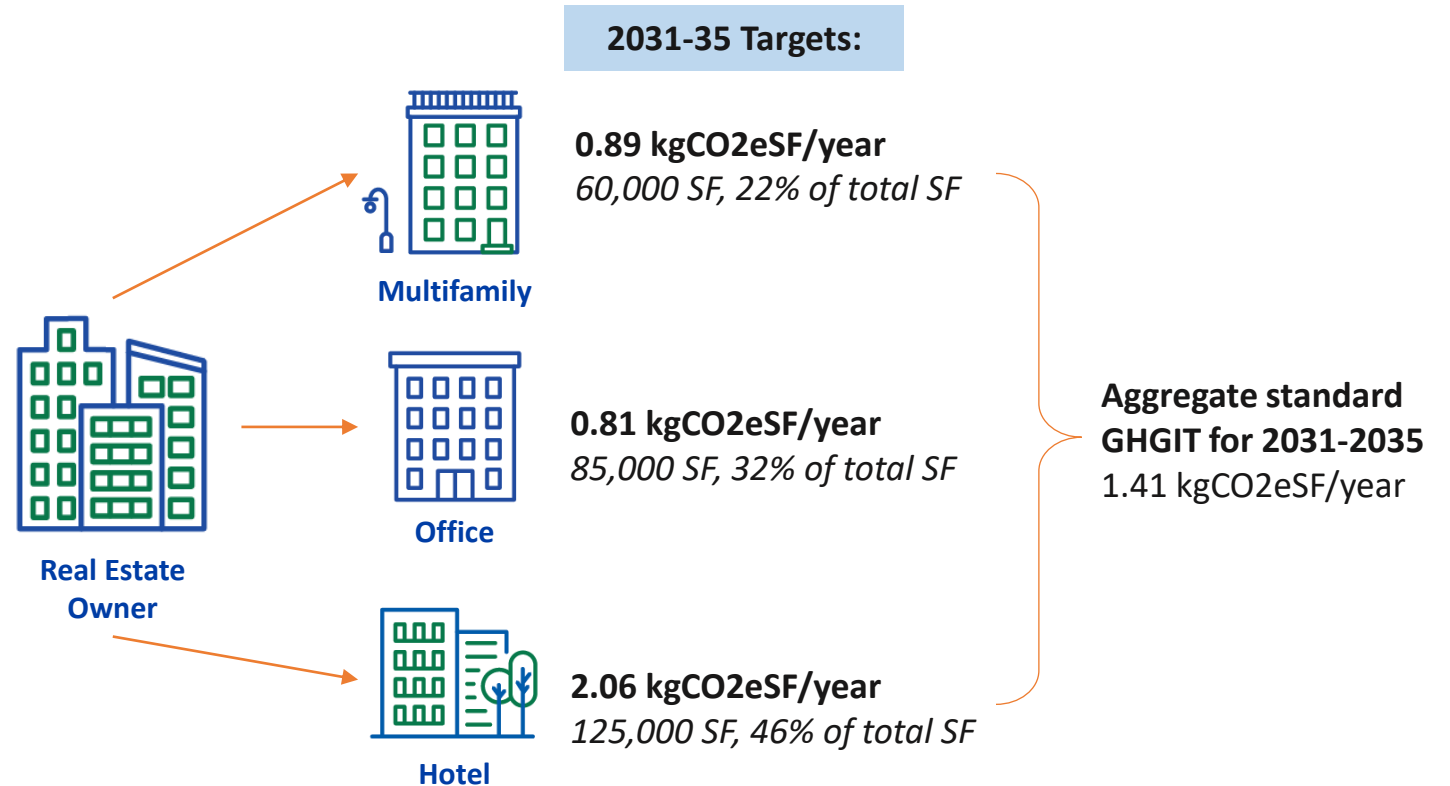 2031-35 Targets:
0.89 kgCO2eSF/year
60,000 SF, 22% of total SF
Multifamily
0.81 kgCO2eSF/year
85,000 SF, 32% of total SF
Office
Real Estate
Owner
2.06 kgCO2eSF/year
125,000 SF, 46% of total SF
Hotel
Aggregate standard
GHGIT for 2031-2035
1.41 kgCO2eSF/year